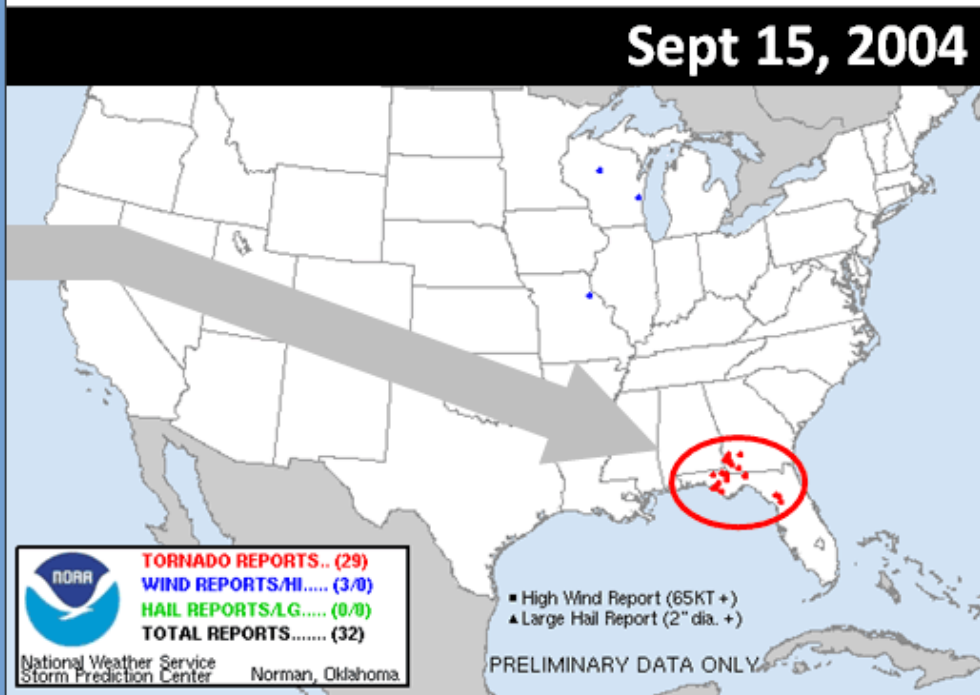 Sept 15, 2004
NOAA
TORNADO REPORTS.. (29)
WIND REPORTS/HI..... (3/0)
HAIL REPORTS/LG..... (0/0)
TOTAL REPORTS....... (32)
National Weather Service
Storm Prediction Center Norman, Oklahoma
■ High Wind Report (65KT +)
▲ Large Hail Report (2" dia. +)
PRELIMINARY DATA ONLY